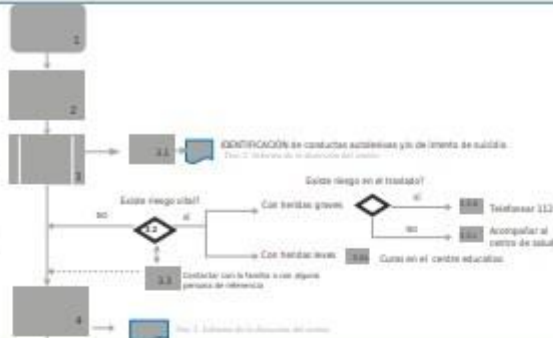 1
2
3
3.1
IDENTIFICACIÓN de conductas autolesivas y/o de intento de suicidio
Existe riesgo en el traslado?
Existe riesgo vital?
Con heridas graves
sí
Telefonear 112
NO
sí
3.2
NO
Acompañar al
centro de salud
Con heridas leves
Curas en el centre educativo
3.3
Contactar con la familia o con alguna
persona de referencia
4